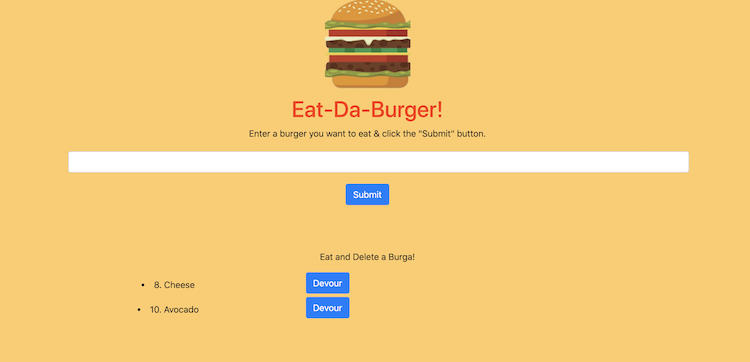 Eat-Da-Burger!
Enter a burger you want to eat & click the "Submit" button.
Submit
Eat and Delete a Burga!
• 8. Cheese Devour
• 10. Avocado Devour